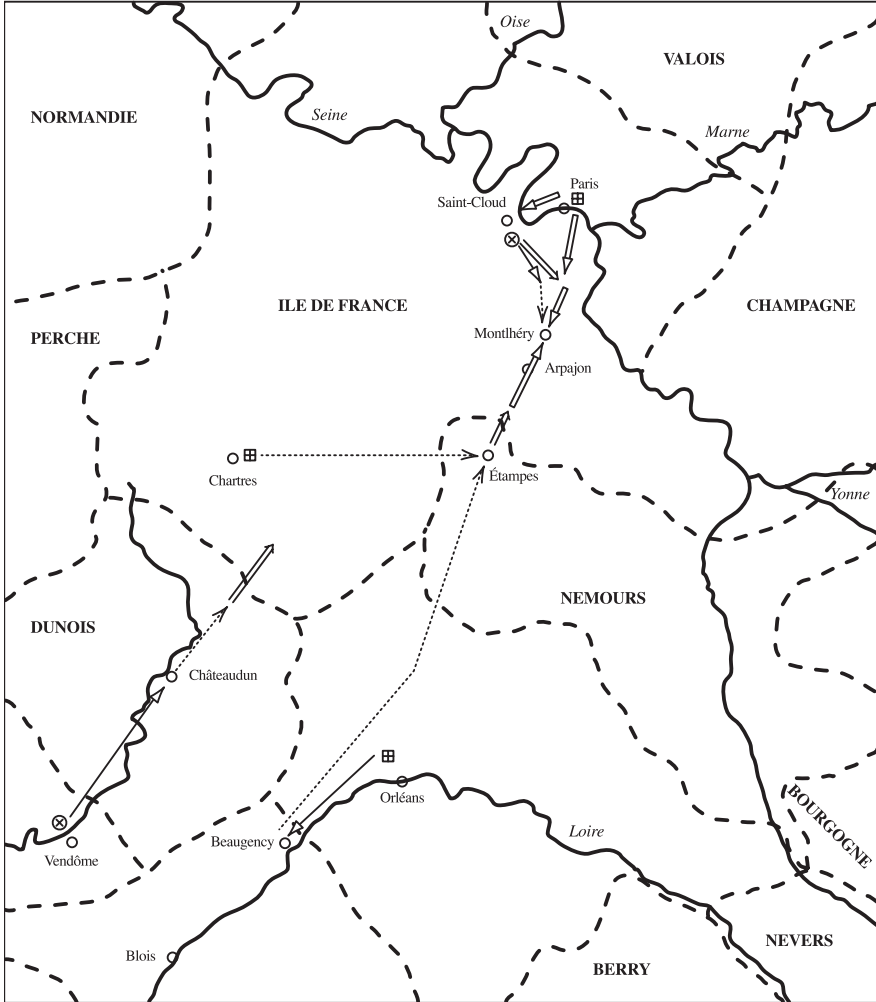 Oise
VALOIS
NORMANDIE
Seine
Marne
Paris
Saint-Cloud
ILE DE FRANCE
CHAMPAGNE
PERCHE
Montlhéry
Arpajon
Chartres
Étampes
Yonne
NEMOURS
DUNOIS
Châteaudun
Orléans
BOURGOGNE
Loire
Beaugency
Vendôme
Blois
NEVERS
BERRY